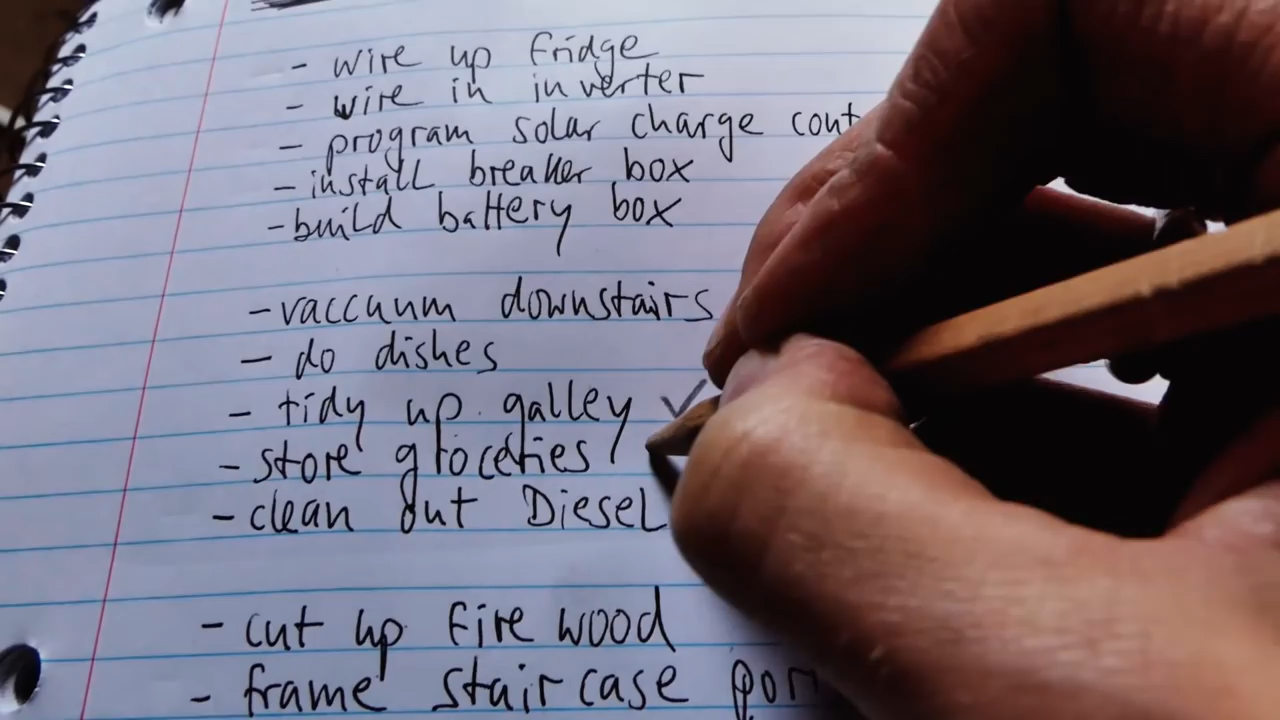 - wire up fridge
- wire in inverter
- program solar charge cont
- install breaker box
- build battery box
- vaccuum downstairs
- do dishes
- tidy up galley ✓
- store groceries
- clean out Diesel
- cut up fire wood
- frame staircase